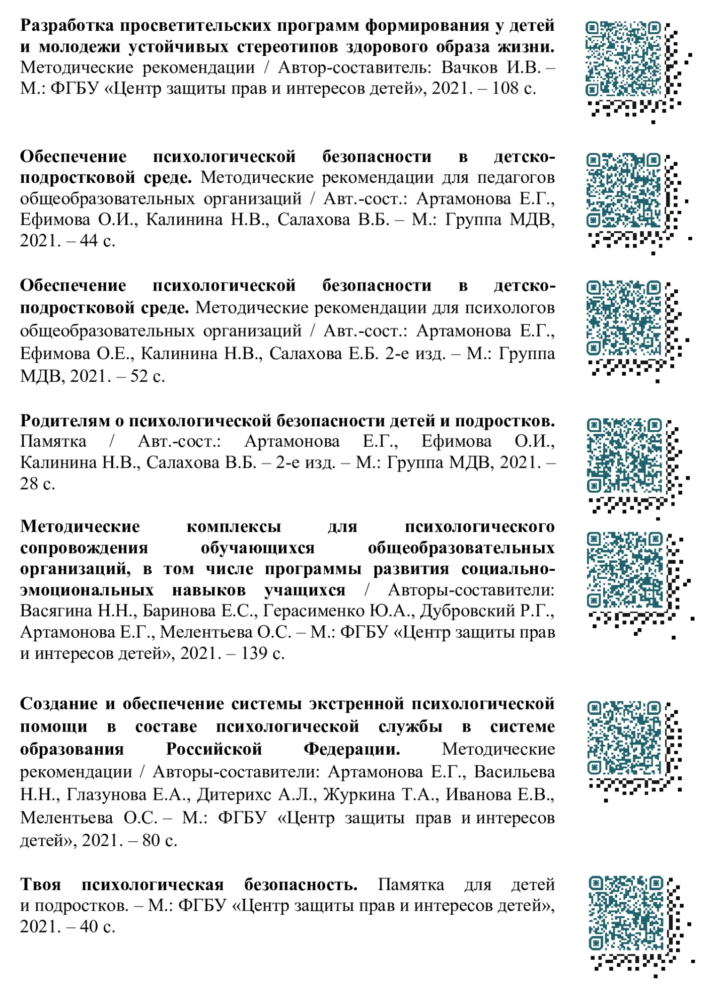 Разработка просветительских программ формирования у детей
и молодежи устойчивых стереотипов здорового образа жизни.
Методические рекомендации / Автор-составитель: Вачков И.В. –
М.: ФГБУ «Центр защиты прав и интересов детей», 2021. – 108 с.
Обеспечение психологической безопасности в детско-
подростковой среде. Методические рекомендации для педагогов
общеобразовательных организаций / Авт.-сост.: Артамонова Е.Г.,
Ефимова О.И., Калинина Н.В., Салахова В.Б. – М.: Группа МДВ,
2021. – 44 с.
Обеспечение психологической безопасности в детско-
подростковой среде. Методические рекомендации для психологов
общеобразовательных организаций / Авт.-сост.: Артамонова Е.Г.,
Ефимова О.Е., Калинина Н.В., Салахова Е.Б. 2-е изд. – М.: Группа
МДВ, 2021. – 52 с.
Родителям о психологической безопасности детей и подростков.
Памятка / Авт.-сост.: Артамонова Е.Г., Ефимова О.И.,
Калинина Н.В., Салахова В.Б. – 2-е изд. – М.: Группа МДВ, 2021. –
28 с.
Методические комплексы для психологического
сопровождения обучающихся общеобразовательных
организаций, в том числе программы развития социально-
эмоциональных навыков учащихся / Авторы-составители:
Васягина Н.Н., Баринова Е.С., Герасименко Ю.А., Дубровский Р.Г.,
Артамонова Е.Г., Мелентьева О.С. – М.: ФГБУ «Центр защиты прав
и интересов детей», 2021. – 139 с.
Создание и обеспечение системы экстренной психологической
помощи в составе психологической службы в системе
образования Российской Федерации. Методические
рекомендации / Авторы-составители: Артамонова Е.Г., Васильева
Н.Н., Глазунова Е.А., Дитерихс А.Л., Журкина Т.А., Иванова Е.В.,
Мелентьева О.С. – М.: ФГБУ «Центр защиты прав и интересов
детей», 2021. – 80 с.
Твоя психологическая безопасность. Памятка для детей
и подростков. – М.: ФГБУ «Центр защиты прав и интересов детей»,
2021. – 40 с.